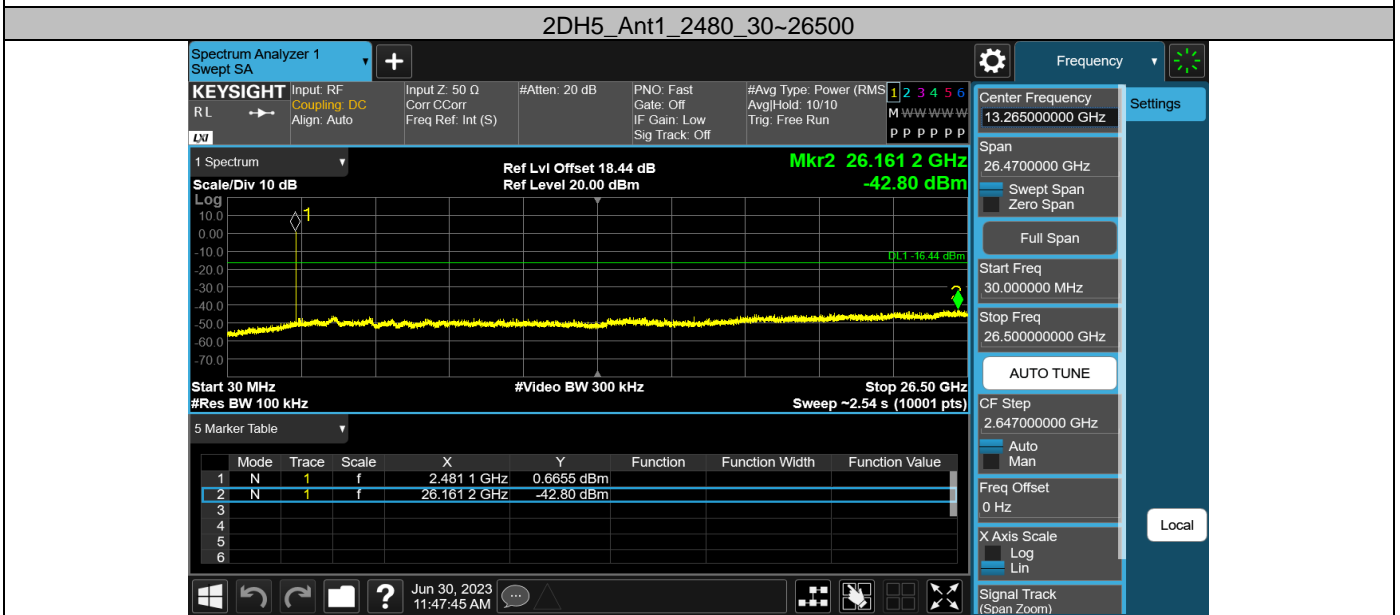 2DH5_Ant1_2480_30~26500
Spectrum Analyzer 1
Swept SA
+
Frequency
KEYSIGHT
R L
LXI
Input: RF
Coupling: DC
Align: Auto
Input Z: 50 Ω
Corr CCorr
Freq Ref: Int (S)
#Atten: 20 dB
PNO: Fast
Gate: Off
IF Gain: Low
Sig Track: Off
#Avg Type: Power (RMS
Avg|Hold: 10/10
Trig: Free Run
1 2 3 4 5 6
M W W W W W
P P P P P P
Center Frequency
13.265000000 GHz
Settings
1 Spectrum
Scale/Div 10 dB
Ref Lvl Offset 18.44 dB
Ref Level 20.00 dBm
Mkr2 26.161 2 GHz
-42.80 dBm
Span
26.4700000 GHz
Swept Span
Zero Span
Full Span
Log
10.0
0.00
-10.0
-20.0
-30.0
-40.0
-50.0
-60.0
-70.0
1
DL1 -16.44 dBm
Start Freq
30.000000 MHz
Stop Freq
26.500000000 GHz
AUTO TUNE
Start 30 MHz
#Video BW 300 kHz
Stop 26.50 GHz
#Res BW 100 kHz
Sweep ~2.54 s (10001 pts)
CF Step
2.647000000 GHz
Auto
Man
5 Marker Table
Mode Trace Scale X Y Function Function Width Function Value
1 N 1 f 2.481 1 GHz 0.6655 dBm
2 N 1 f 26.161 2 GHz -42.80 dBm
3
4
5
6
Freq Offset
0 Hz
Local
X Axis Scale
Log
Lin
Signal Track
(Span Zoom)
?
Jun 30, 2023
11:47:45 AM